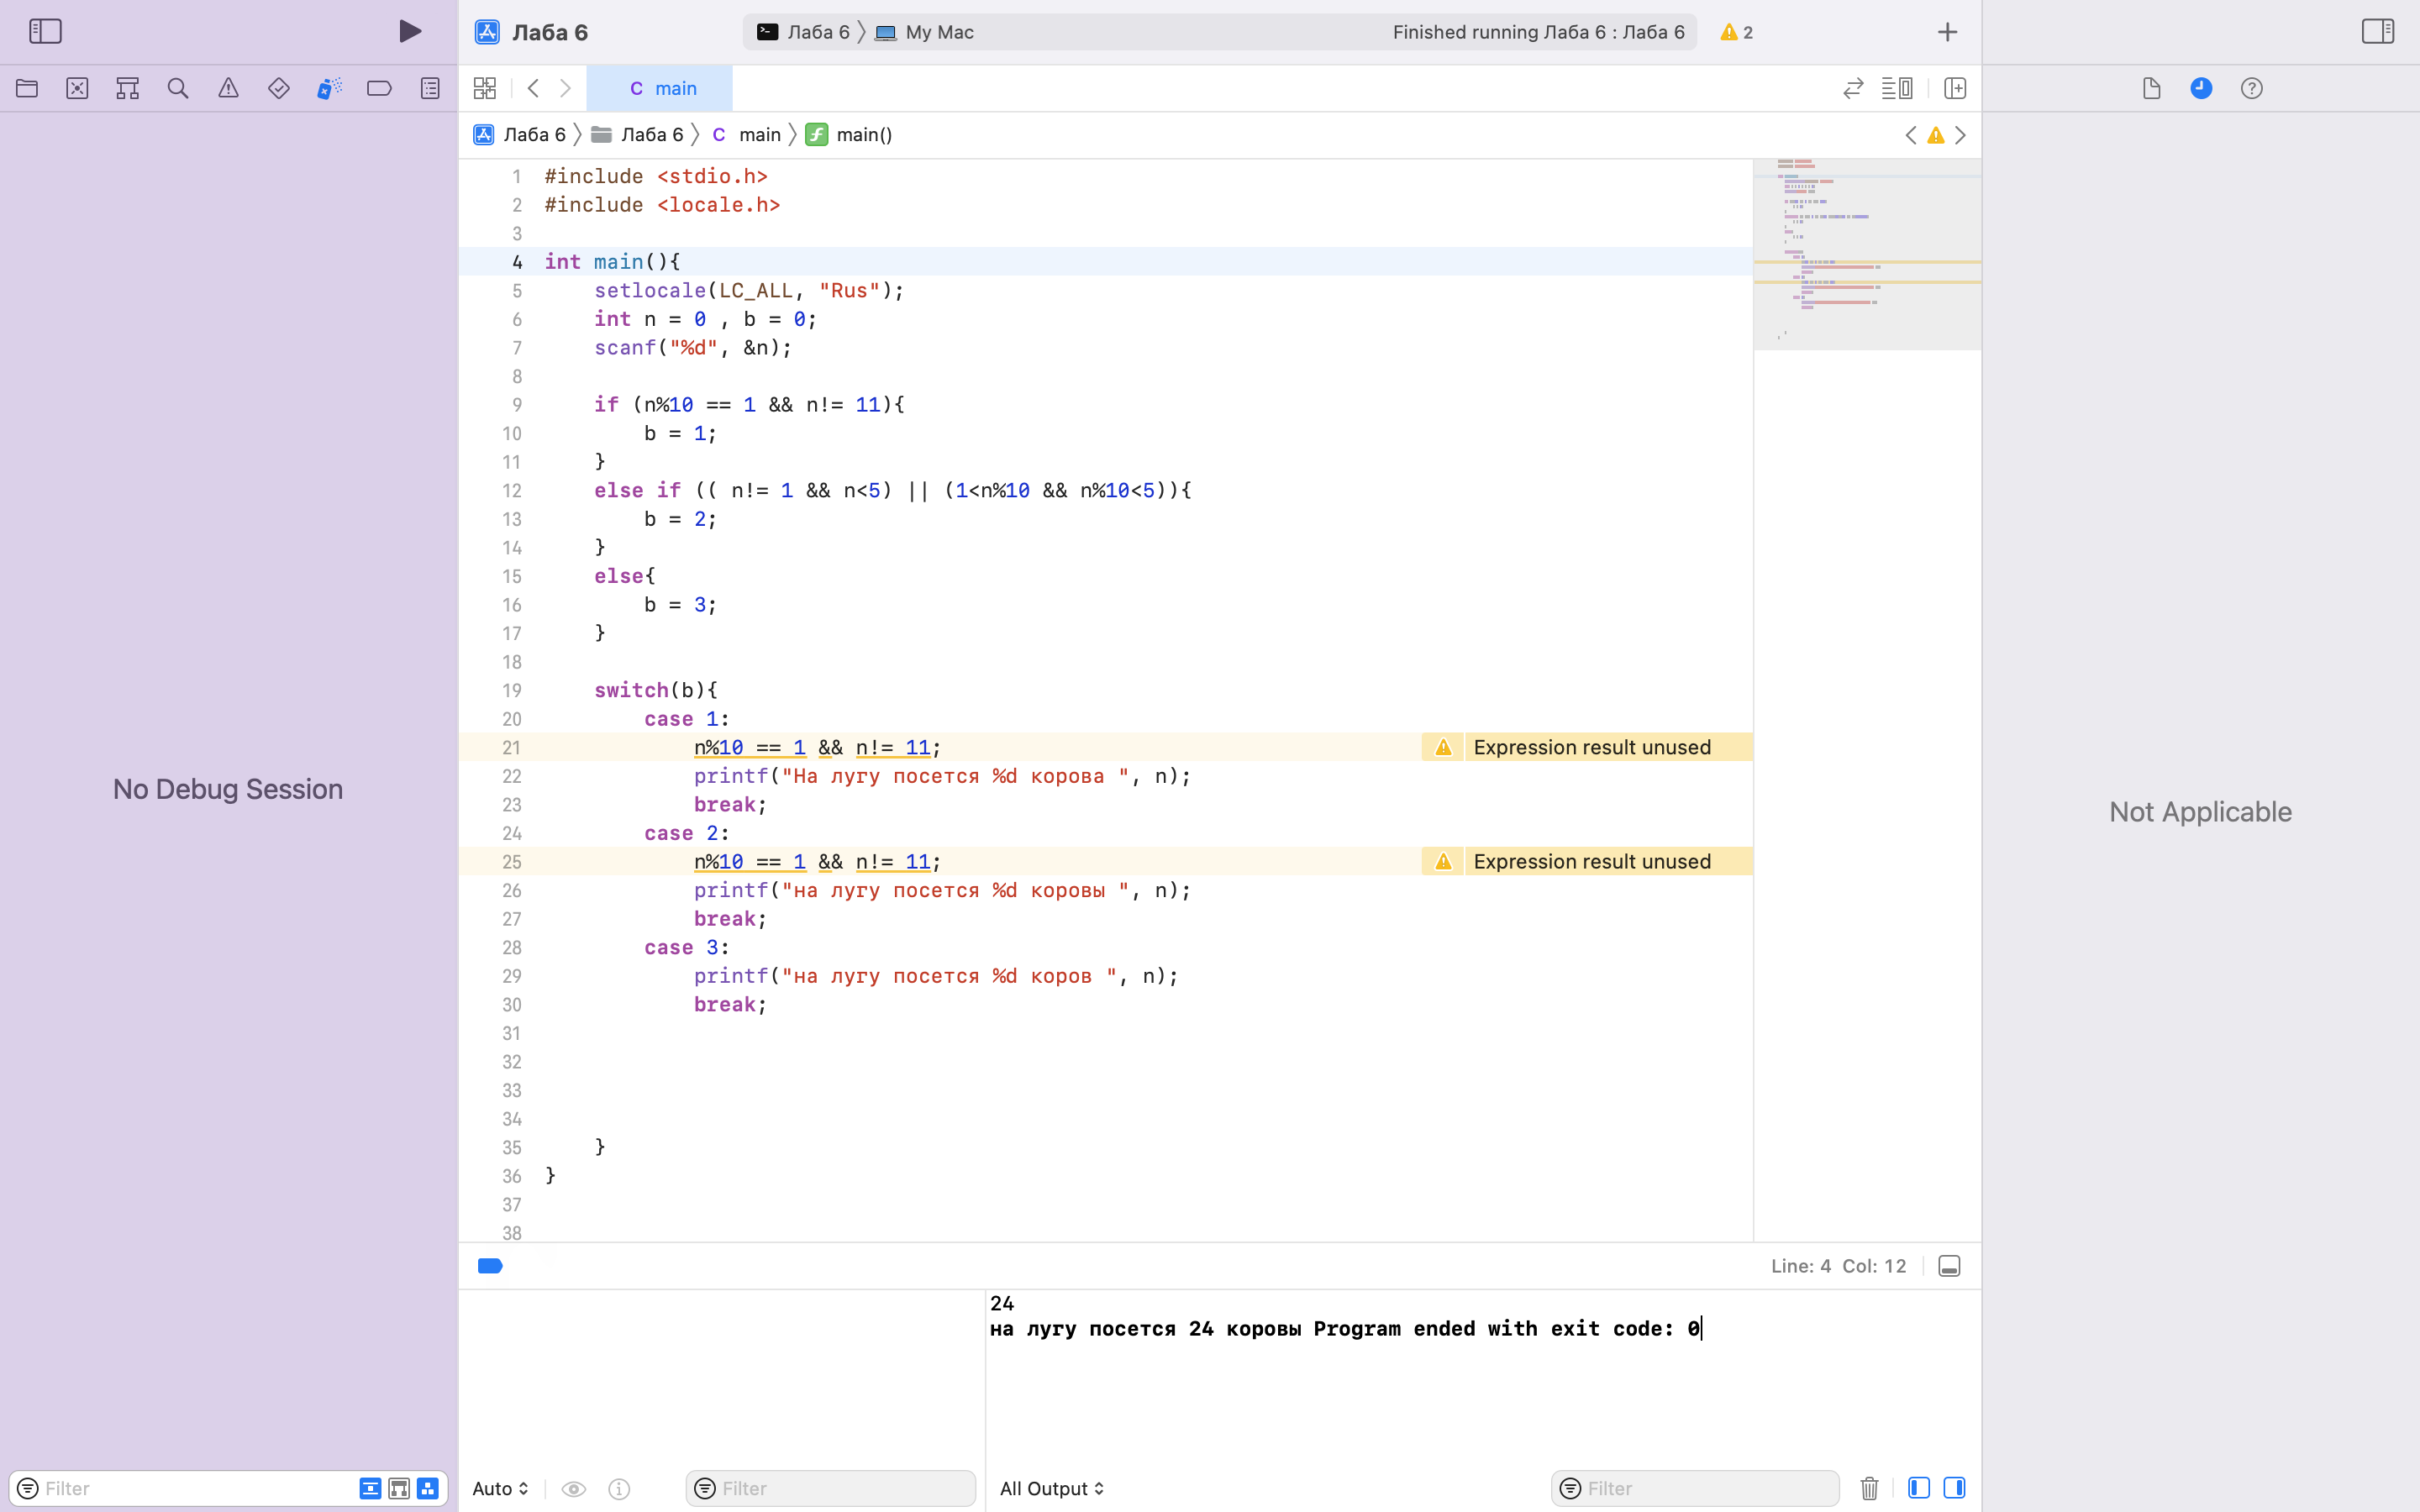 Лаба 6
Лаба 6 〉 My Mac
Finished running Лаба 6 : Лаба 6
2
C main
Лаба 6 〉 Лаба 6 〉 C main 〉 f main()
1 #include <stdio.h>
2 #include <locale.h>
3
4 int main(){
5 setlocale(LC_ALL, "Rus");
6 int n = 0 , b = 0;
7 scanf("%d", &n);
8
9 if (n%10 == 1 && n!= 11){
10 b = 1;
11 }
12 else if (( n!= 1 && n<5) || (1<n%10 && n%10<5)){
13 b = 2;
14 }
15 else{
16 b = 3;
17 }
18
19 switch(b){
20 case 1:
21 n%10 == 1 && n!= 11; Expression result unused
22 printf("На лугу посется %d корова ", n);
23 break;
24 case 2:
25 n%10 == 1 && n!= 11; Expression result unused
26 printf("на лугу посется %d коровы ", n);
27 break;
28 case 3:
29 printf("на лугу посется %d коров ", n);
30 break;
31
32
33
34
35 }
36 }
37
38
No Debug Session
Not Applicable
Line: 4 Col: 12
24
на лугу посется 24 коровы Program ended with exit code: 0
Filter
Auto
Filter
All Output
Filter